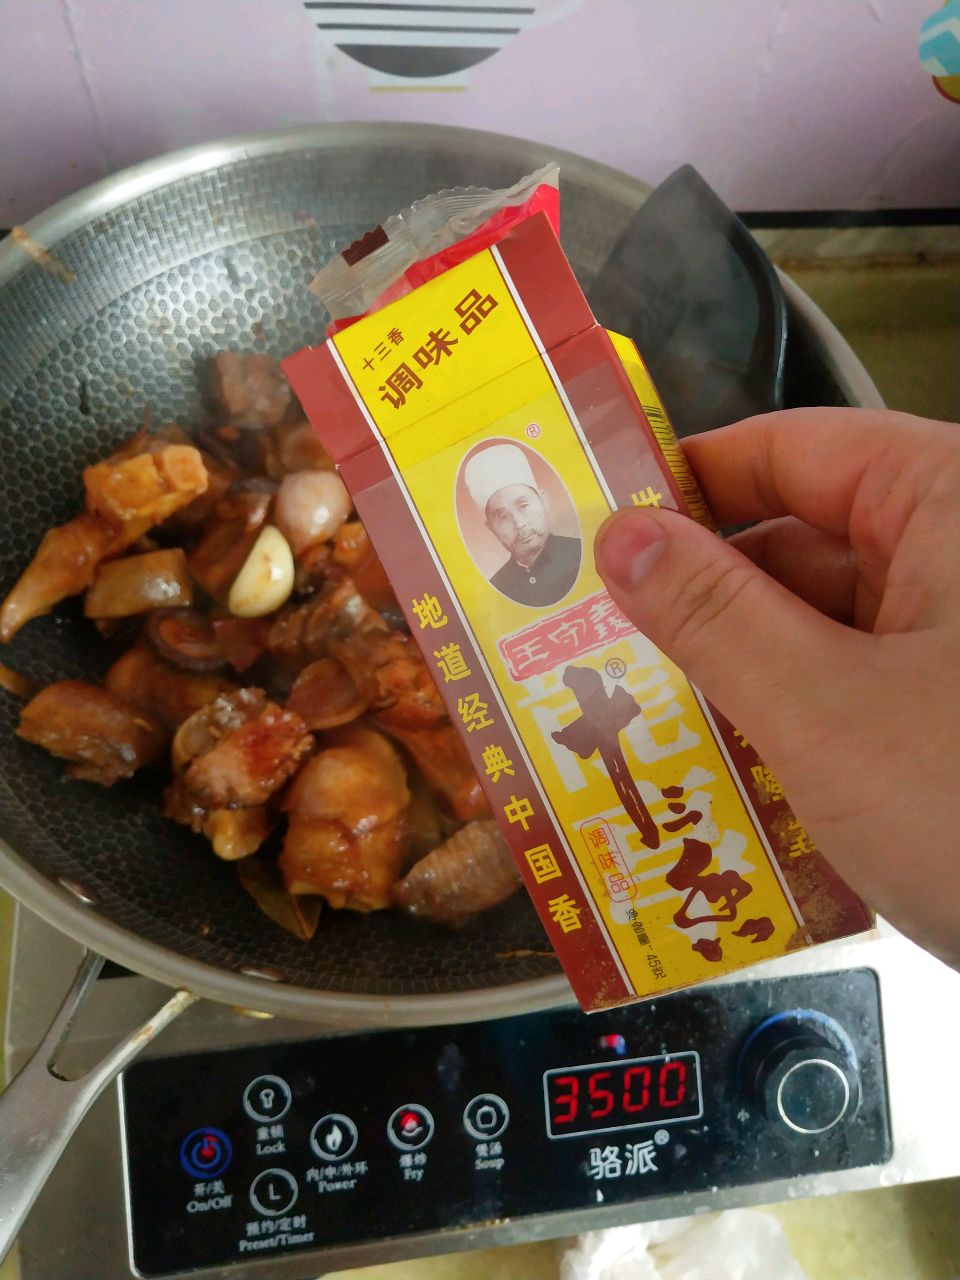 十三香
调味品
®
地道经典中国香
王守义
®
十三香
调味品
净含量：45克
3500
骆派®
童锁
Lock
开/关
On/Off
内/中/外环
Power
爆炒
Fry
煲汤
Soup
预约/定时
Preset/Timer